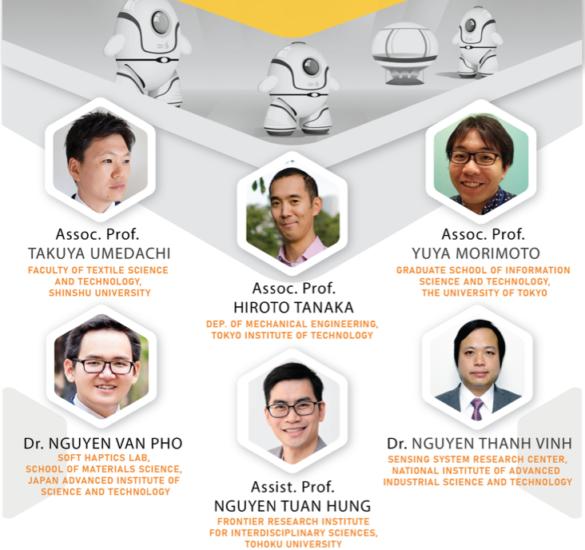 Assoc. Prof.
TAKUYA UMEDACHI
FACULTY OF TEXTILE SCIENCE
AND TECHNOLOGY,
SHINSHU UNIVERSITY
Assoc. Prof.
HIROTO TANAKA
DEP. OF MECHANICAL ENGINEERING,
TOKYO INSTITUTE OF TECHNOLOGY
Assoc. Prof.
YUYA MORIMOTO
GRADUATE SCHOOL OF INFORMATION
SCIENCE AND TECHNOLOGY,
THE UNIVERSITY OF TOKYO
Dr. NGUYEN VAN PHO
SOFT HAPTICS LAB,
SCHOOL OF MATERIALS SCIENCE,
JAPAN ADVANCED INSTITUTE OF
SCIENCE AND TECHNOLOGY
Assist. Prof.
NGUYEN TUAN HUNG
FRONTIER RESEARCH INSTITUTE
FOR INTERDISCIPLINARY SCIENCES,
TOHOKU UNIVERSITY
Dr. NGUYEN THANH VINH
SENSING SYSTEM RESEARCH CENTER,
NATIONAL INSTITUTE OF ADVANCED
INDUSTRIAL SCIENCE AND TECHNOLOGY